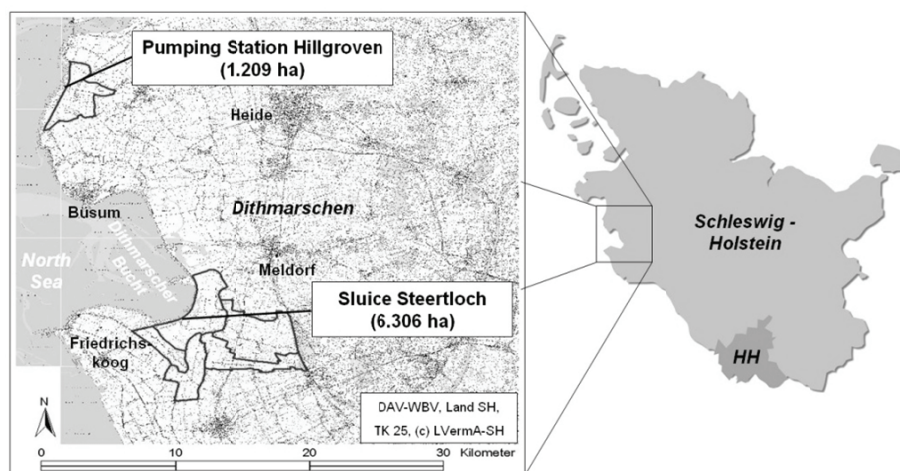 Pumping Station Hillgroven
(1.209 ha)
Heide
Büsum
Dithmarschen
Dithmarscher
Bucht
North
Sea
Meldorf
Sluice Steertloch
(6.306 ha)
Friedrichs-
koog
N
DAV-WBV, Land SH,
TK 25, (c) LVermA-SH
0 10 20 30 Kilometer
Schleswig -
Holstein
HH